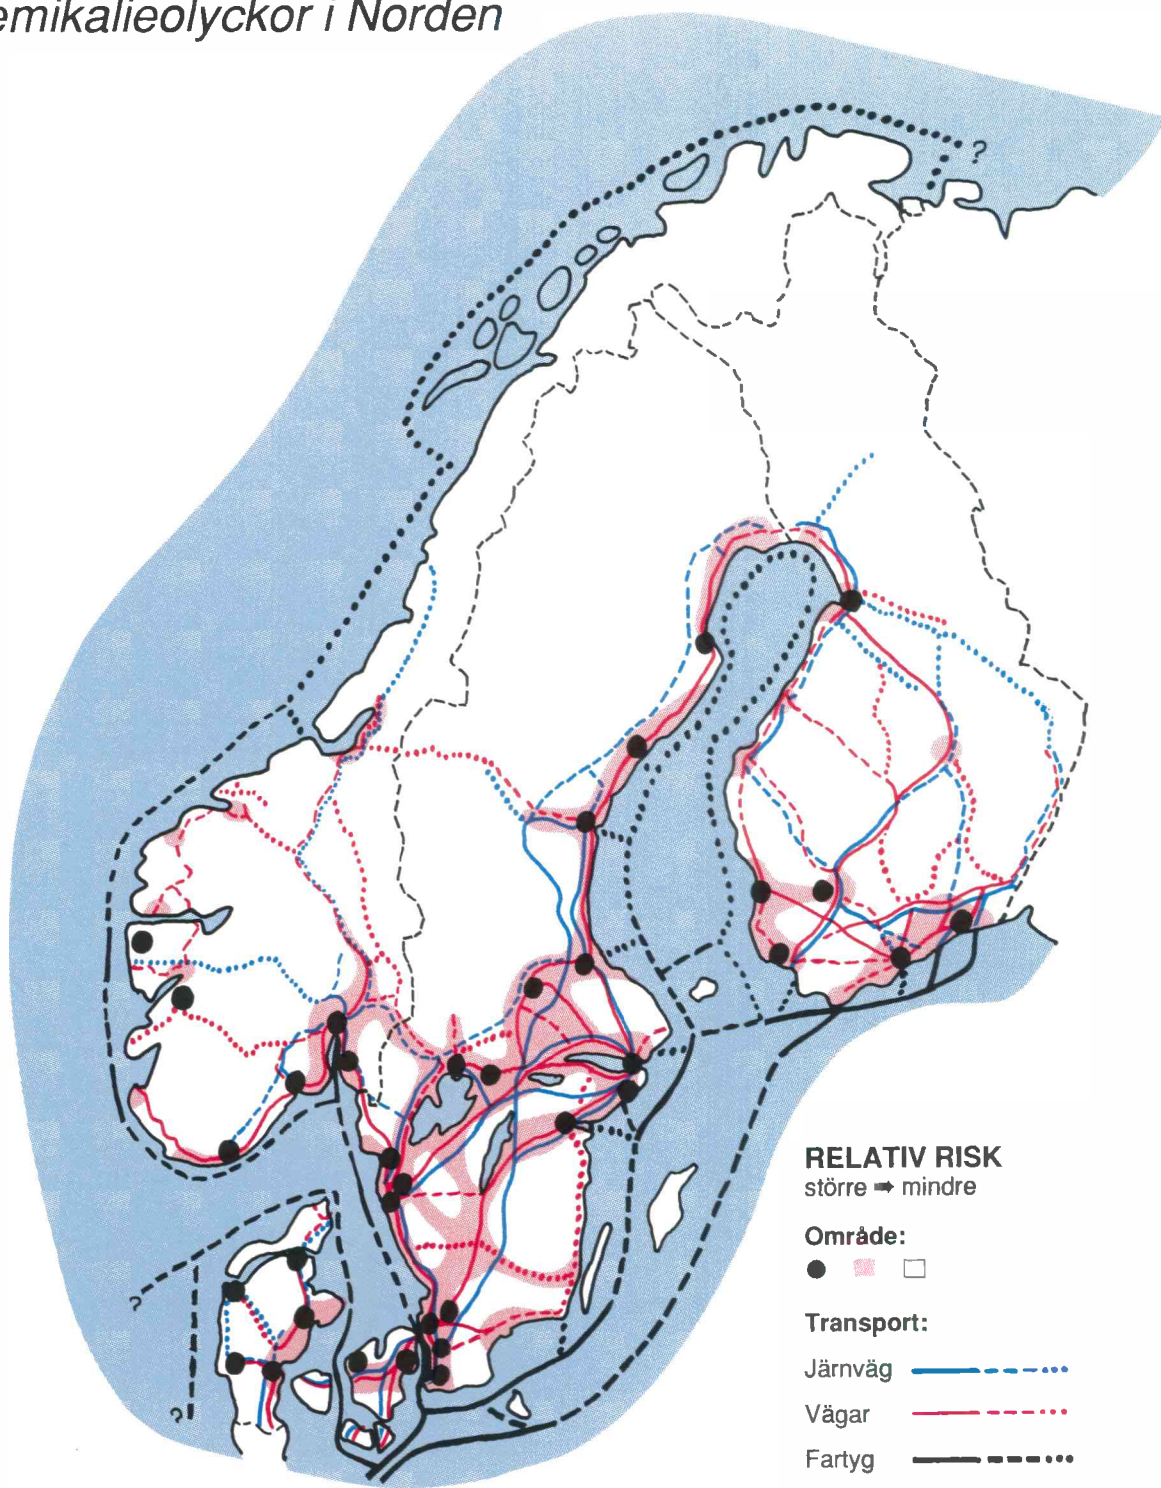 emikalieolyckor i Norden
?
?
?
RELATIV RISK
större ➡ mindre
Område:
Transport:
Järnväg
Vägar
Fartyg